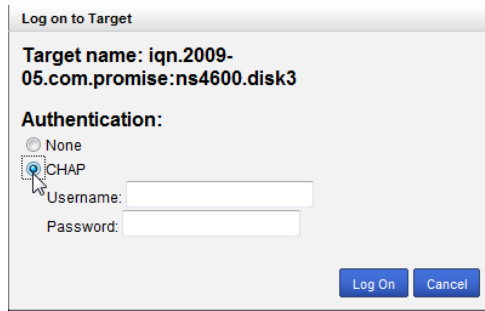 Log on to Target
Target name: iqn.2009-
05.com.promise:ns4600.disk3
Authentication:
None
CHAP
Username:
Password:
Log On Cancel